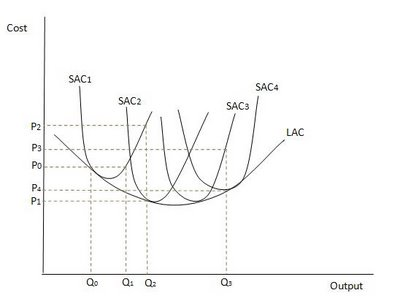 Cost
SAC1
SAC2
SAC3
SAC4
LAC
P2
P3
P0
P4
P1
Q0
Q1
Q2
Q3
Output